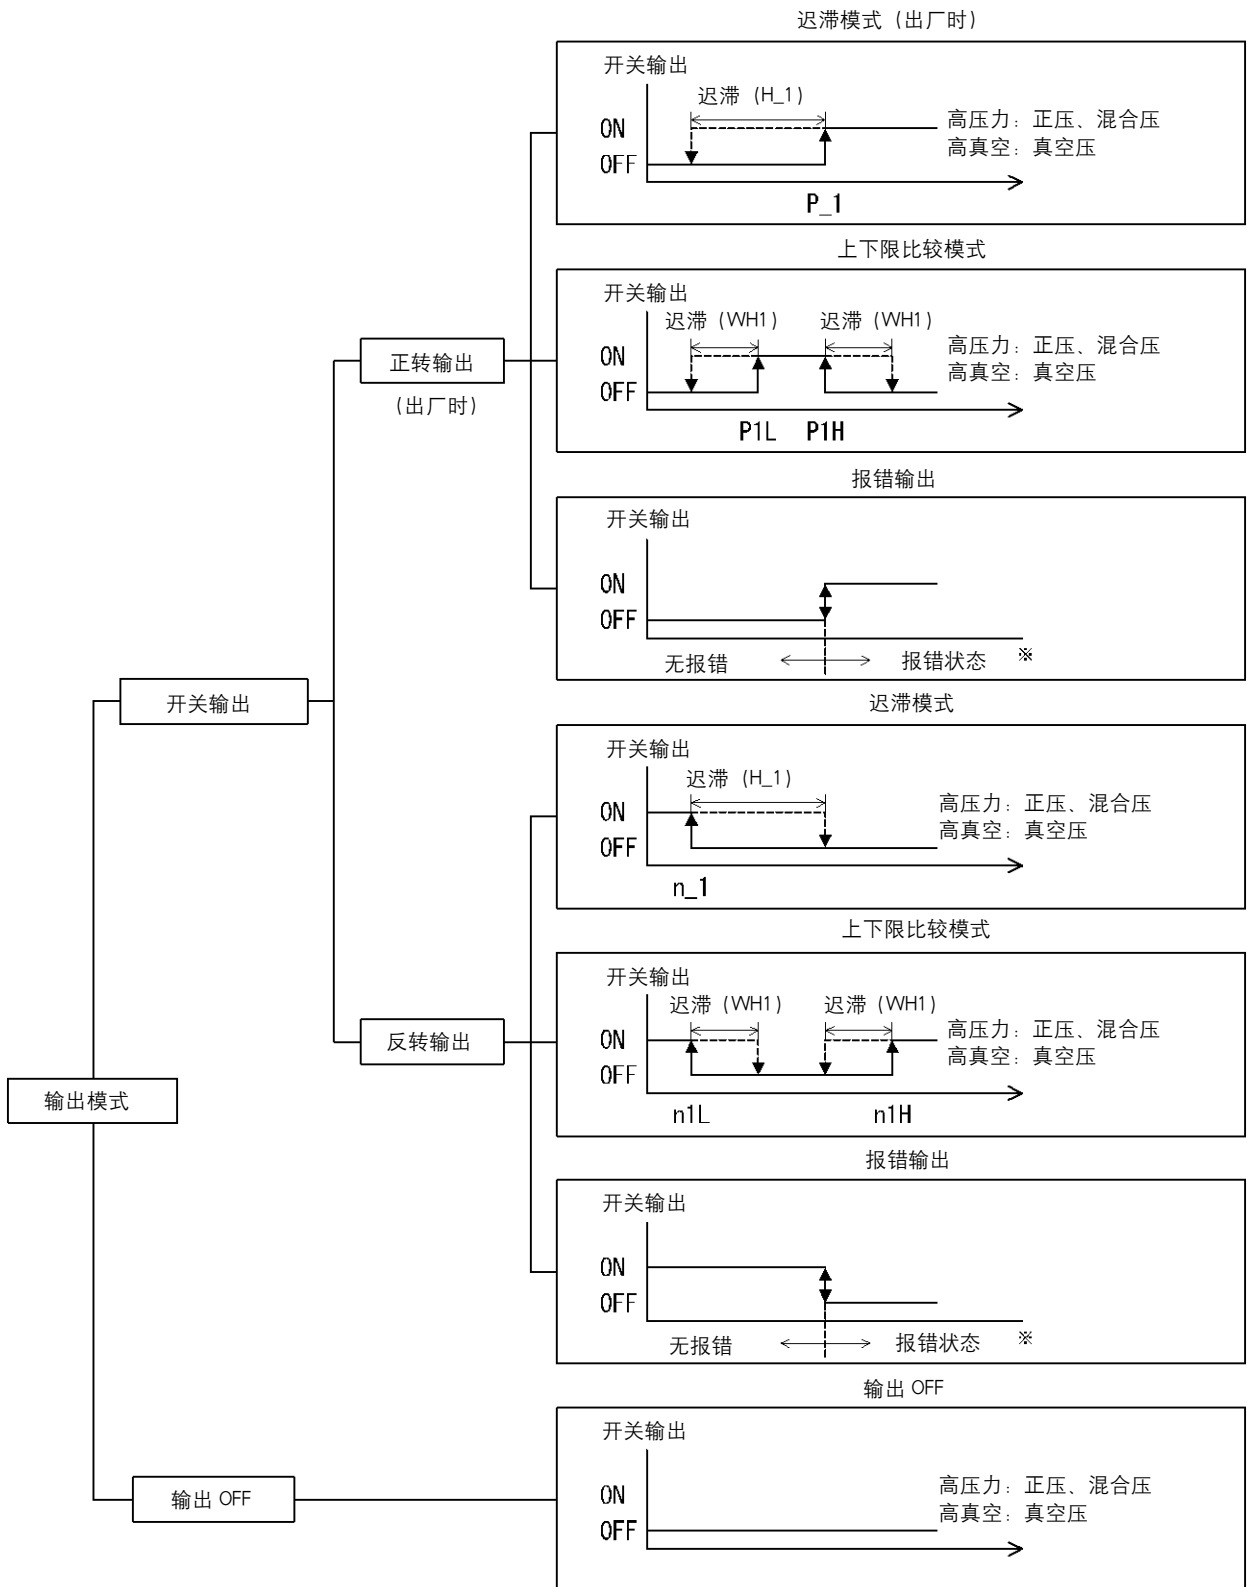 迟滞模式（出厂时）
开关输出
迟滞（H_1）
ON
OFF
高压力：正压、混合压
高真空：真空压
P_1
上下限比较模式
开关输出
迟滞（WH1） 迟滞（WH1）
ON
OFF
高压力：正压、混合压
高真空：真空压
P1L P1H
正转输出
（出厂时）
报错输出
开关输出
ON
OFF
无报错 报错状态 ※
开关输出
迟滞模式
开关输出
迟滞（H_1）
ON
OFF
高压力：正压、混合压
高真空：真空压
n_1
上下限比较模式
开关输出
迟滞（WH1） 迟滞（WH1）
ON
OFF
高压力：正压、混合压
高真空：真空压
n1L n1H
反转输出
输出模式
报错输出
开关输出
ON
OFF
无报错 报错状态 ※
输出 OFF
开关输出
ON
OFF
高压力：正压、混合压
高真空：真空压
输出 OFF